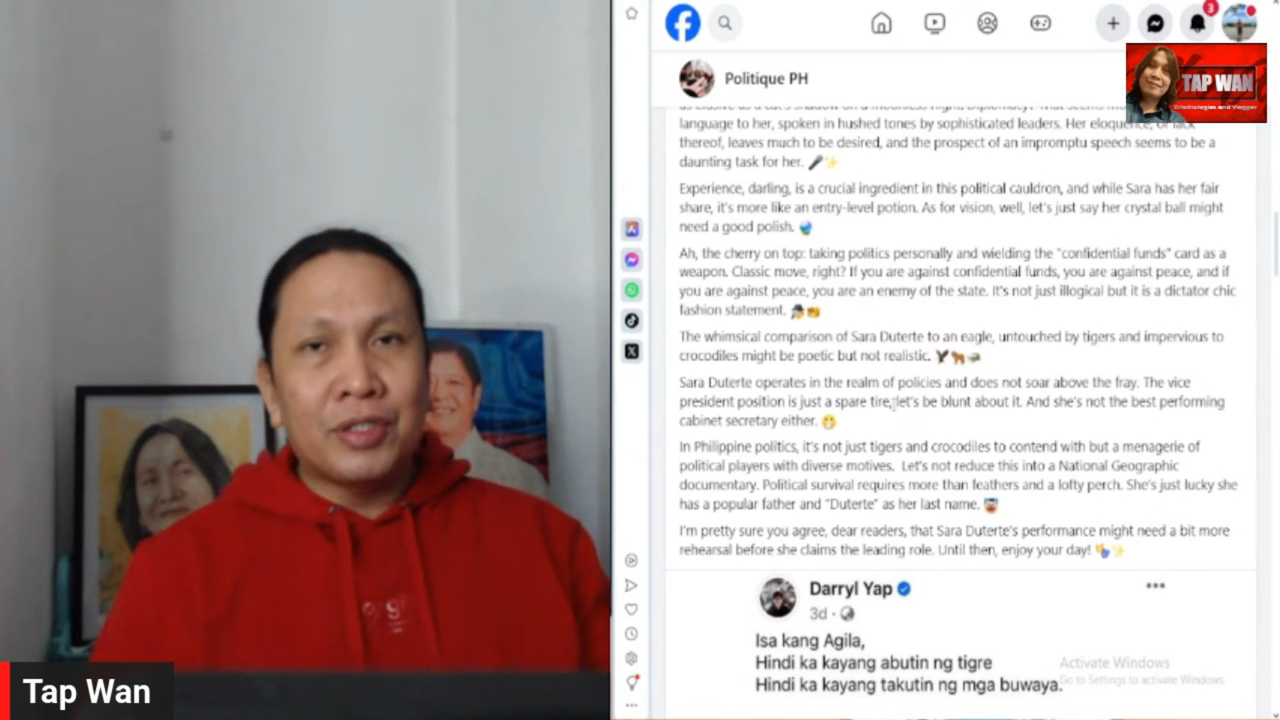 Politique PH
3
TAP WAN
Criminologist and Vlogger
language to her, spoken in hushed tones by sophisticated leaders. Her eloquence, or lack
thereof, leaves much to be desired, and the prospect of an impromptu speech seems to be a
daunting task for her. 🎤✨
Experience, darling, is a crucial ingredient in this political cauldron, and while Sara has her fair
share, it's more like an entry-level potion. As for vision, well, let's just say her crystal ball might
need a good polish. 🔮
Ah, the cherry on top: taking politics personally and wielding the "confidential funds" card as a
weapon. Classic move, right? If you are against confidential funds, you are against peace, and if
you are against peace, you are an enemy of the state. It's not just illogical but it is a dictator chic
fashion statement.
The whimsical comparison of Sara Duterte to an eagle, untouched by tigers and impervious to
crocodiles might be poetic but not realistic. 🦅🐅🐊
Sara Duterte operates in the realm of policies and does not soar above the fray. The vice
president position is just a spare tire, let's be blunt about it. And she's not the best performing
cabinet secretary either.
In Philippine politics, it's not just tigers and crocodiles to contend with but a menagerie of
political players with diverse motives. Let's not reduce this into a National Geographic
documentary. Political survival requires more than feathers and a lofty perch. She's just lucky she
has a popular father and "Duterte" as her last name.
I'm pretty sure you agree, dear readers, that Sara Duterte's performance might need a bit more
rehearsal before she claims the leading role. Until then, enjoy your day! 🎭✨
Darryl Yap
3d ·
Isa kang Agila,
Hindi ka kayang abutin ng tigre
Hindi ka kayang takutin ng mga buwaya.
Activate Windows
Go to Settings to activate Windows.
Tap Wan